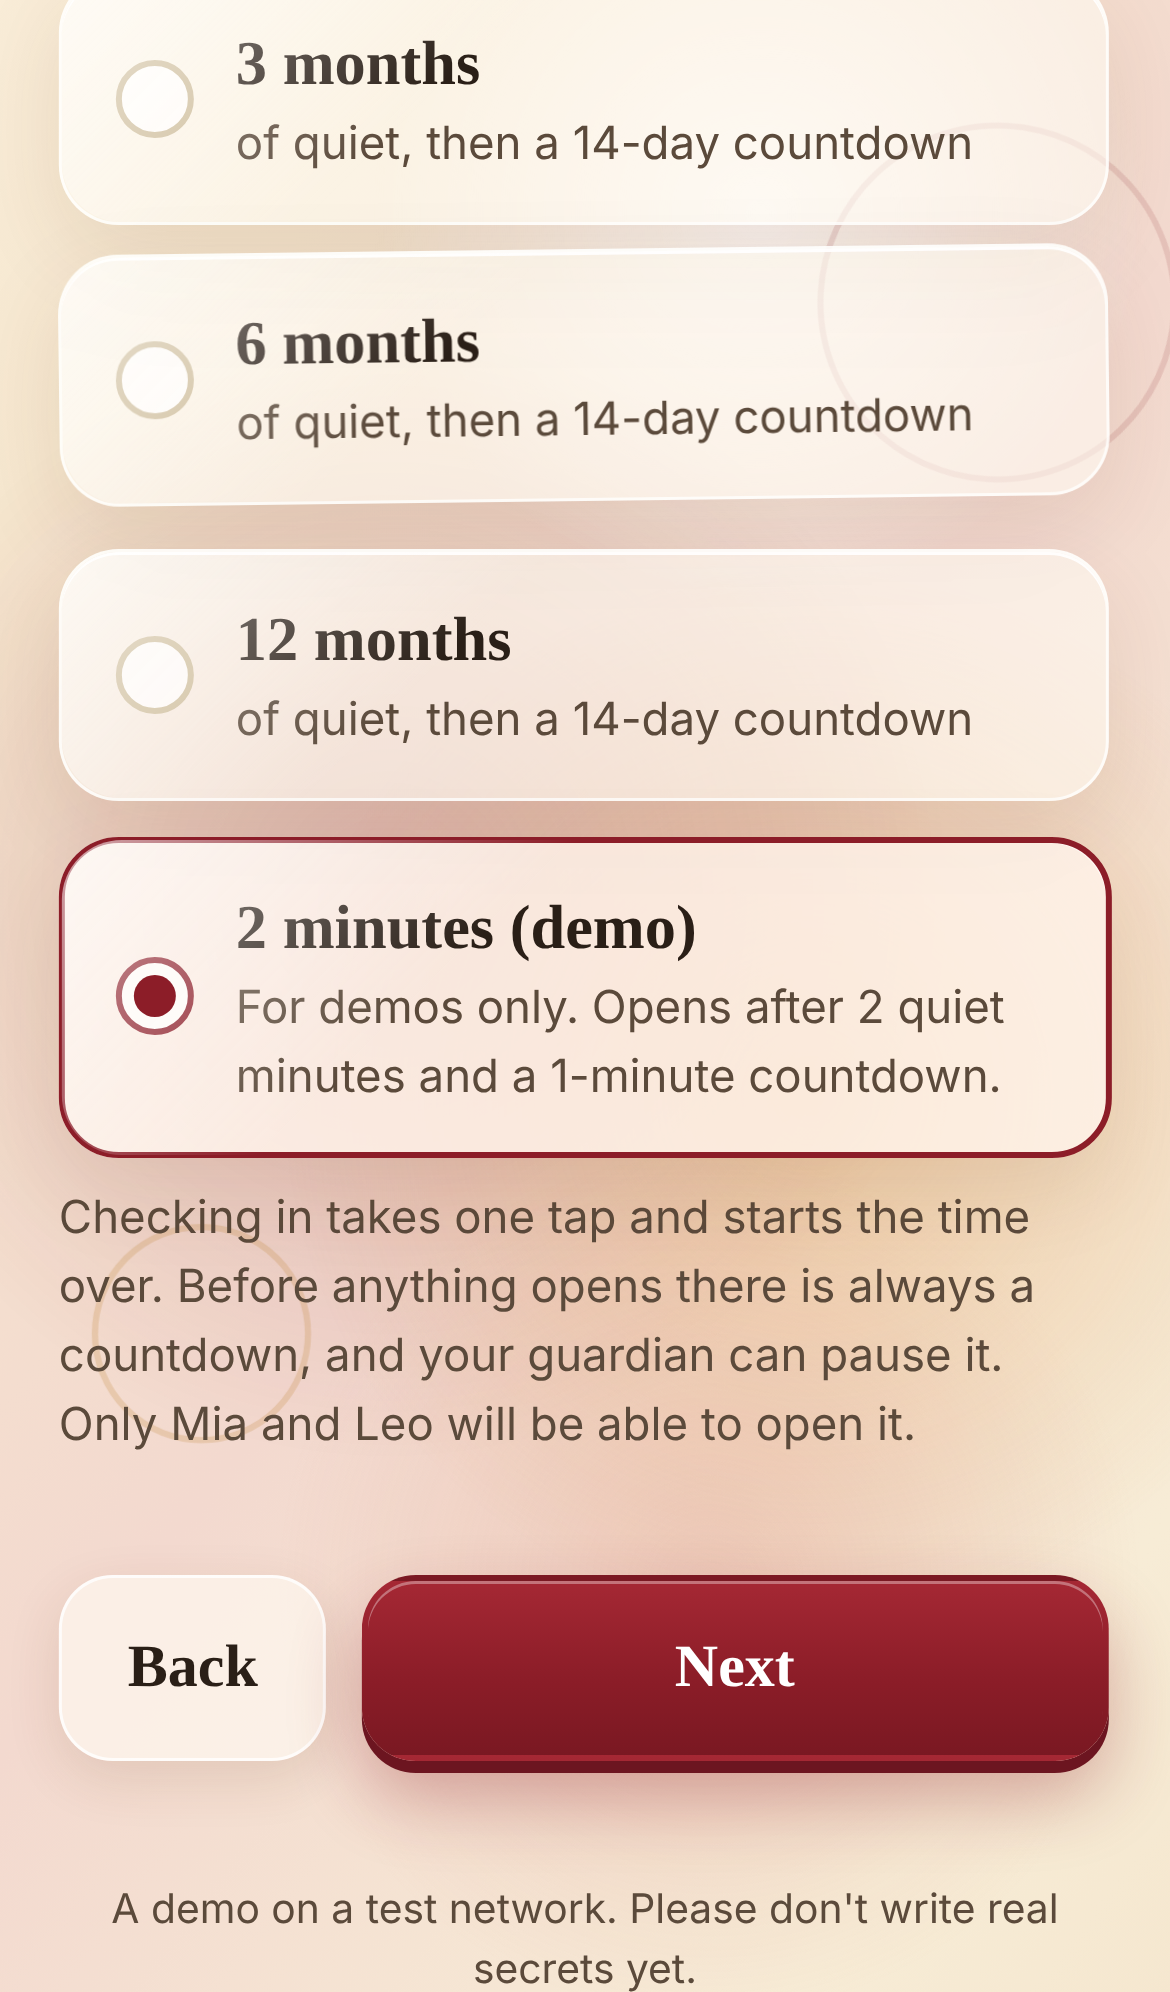 3 months
of quiet, then a 14-day countdown
6 months
of quiet, then a 14-day countdown
12 months
of quiet, then a 14-day countdown
2 minutes (demo)
For demos only. Opens after 2 quiet
minutes and a 1-minute countdown.
Checking in takes one tap and starts the time
over. Before anything opens there is always a
countdown, and your guardian can pause it.
Only Mia and Leo will be able to open it.
Back
Next
A demo on a test network. Please don't write real
secrets yet.